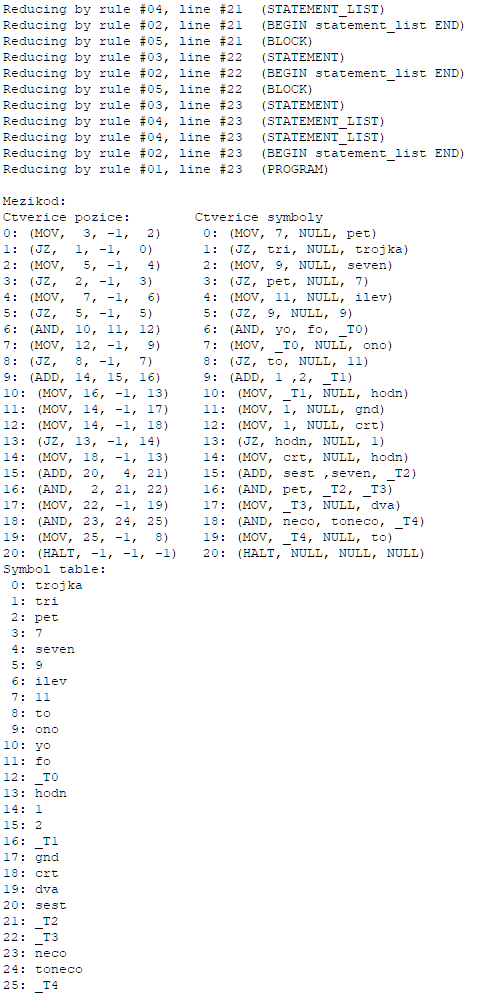 Reducing by rule #04, line #21  (STATEMENT_LIST)
Reducing by rule #02, line #21  (BEGIN statement_list END)
Reducing by rule #05, line #21  (BLOCK)
Reducing by rule #03, line #22  (STATEMENT)
Reducing by rule #02, line #22  (BEGIN statement_list END)
Reducing by rule #05, line #22  (BLOCK)
Reducing by rule #03, line #23  (STATEMENT)
Reducing by rule #04, line #23  (STATEMENT_LIST)
Reducing by rule #04, line #23  (STATEMENT_LIST)
Reducing by rule #02, line #23  (BEGIN statement_list END)
Reducing by rule #01, line #23  (PROGRAM)
Mezikod:
Ctverice pozice:        Ctverice symboly
0: (MOV,  3, -1,  2)     0: (MOV, 7, NULL, pet)
1: (JZ,  1, -1,  0)      1: (JZ, tri, NULL, trojka)
2: (MOV,  5, -1,  4)     2: (MOV, 9, NULL, seven)
3: (JZ,  2, -1,  3)      3: (JZ, pet, NULL, 7)
4: (MOV,  7, -1,  6)     4: (MOV, 11, NULL, ilev)
5: (JZ,  5, -1,  5)      5: (JZ, 9, NULL, 9)
6: (AND, 10, 11, 12)     6: (AND, yo, fo, _T0)
7: (MOV, 12, -1,  9)     7: (MOV, _T0, NULL, ono)
8: (JZ,  8, -1,  7)      8: (JZ, to, NULL, 11)
9: (ADD, 14, 15, 16)     9: (ADD, 1 ,2, _T1)
10: (MOV, 16, -1, 13)    10: (MOV, _T1, NULL, hodn)
11: (MOV, 14, -1, 17)    11: (MOV, 1, NULL, gnd)
12: (MOV, 14, -1, 18)    12: (MOV, 1, NULL, crt)
13: (JZ, 13, -1, 14)     13: (JZ, hodn, NULL, 1)
14: (MOV, 18, -1, 13)    14: (MOV, crt, NULL, hodn)
15: (ADD, 20,  4, 21)    15: (ADD, sest ,seven, _T2)
16: (AND,  2, 21, 22)    16: (AND, pet, _T2, _T3)
17: (MOV, 22, -1, 19)    17: (MOV, _T3, NULL, dva)
18: (AND, 23, 24, 25)    18: (AND, neco, toneco, _T4)
19: (MOV, 25, -1,  8)    19: (MOV, _T4, NULL, to)
20: (HALT, -1, -1, -1)   20: (HALT, NULL, NULL, NULL)
Symbol table:
0: trojka
1: tri
2: pet
3: 7
4: seven
5: 9
6: ilev
7: 11
8: to
9: ono
10: yo
11: fo
12: _T0
13: hodn
14: 1
15: 2
16: _T1
17: gnd
18: crt
19: dva
20: sest
21: _T2
22: _T3
23: neco
24: toneco
25: _T4